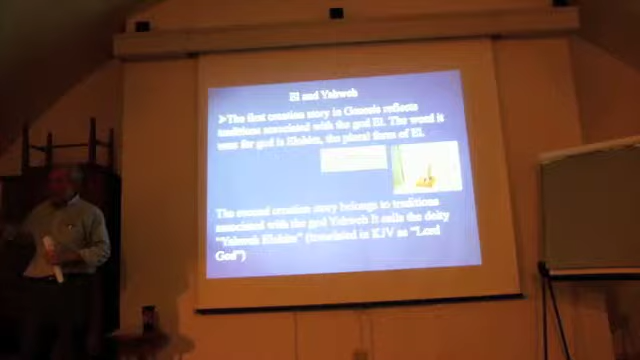 El and Yahweh
➢The first creation story in Genesis reflects
traditions associated with the god El. The word it
uses for god is Elohim, the plural form of El.
The second creation story belongs to traditions
associated with the god Yahweh It calls the deity
"Yahweh Elohim" (translated in KJV as "Lord
God")